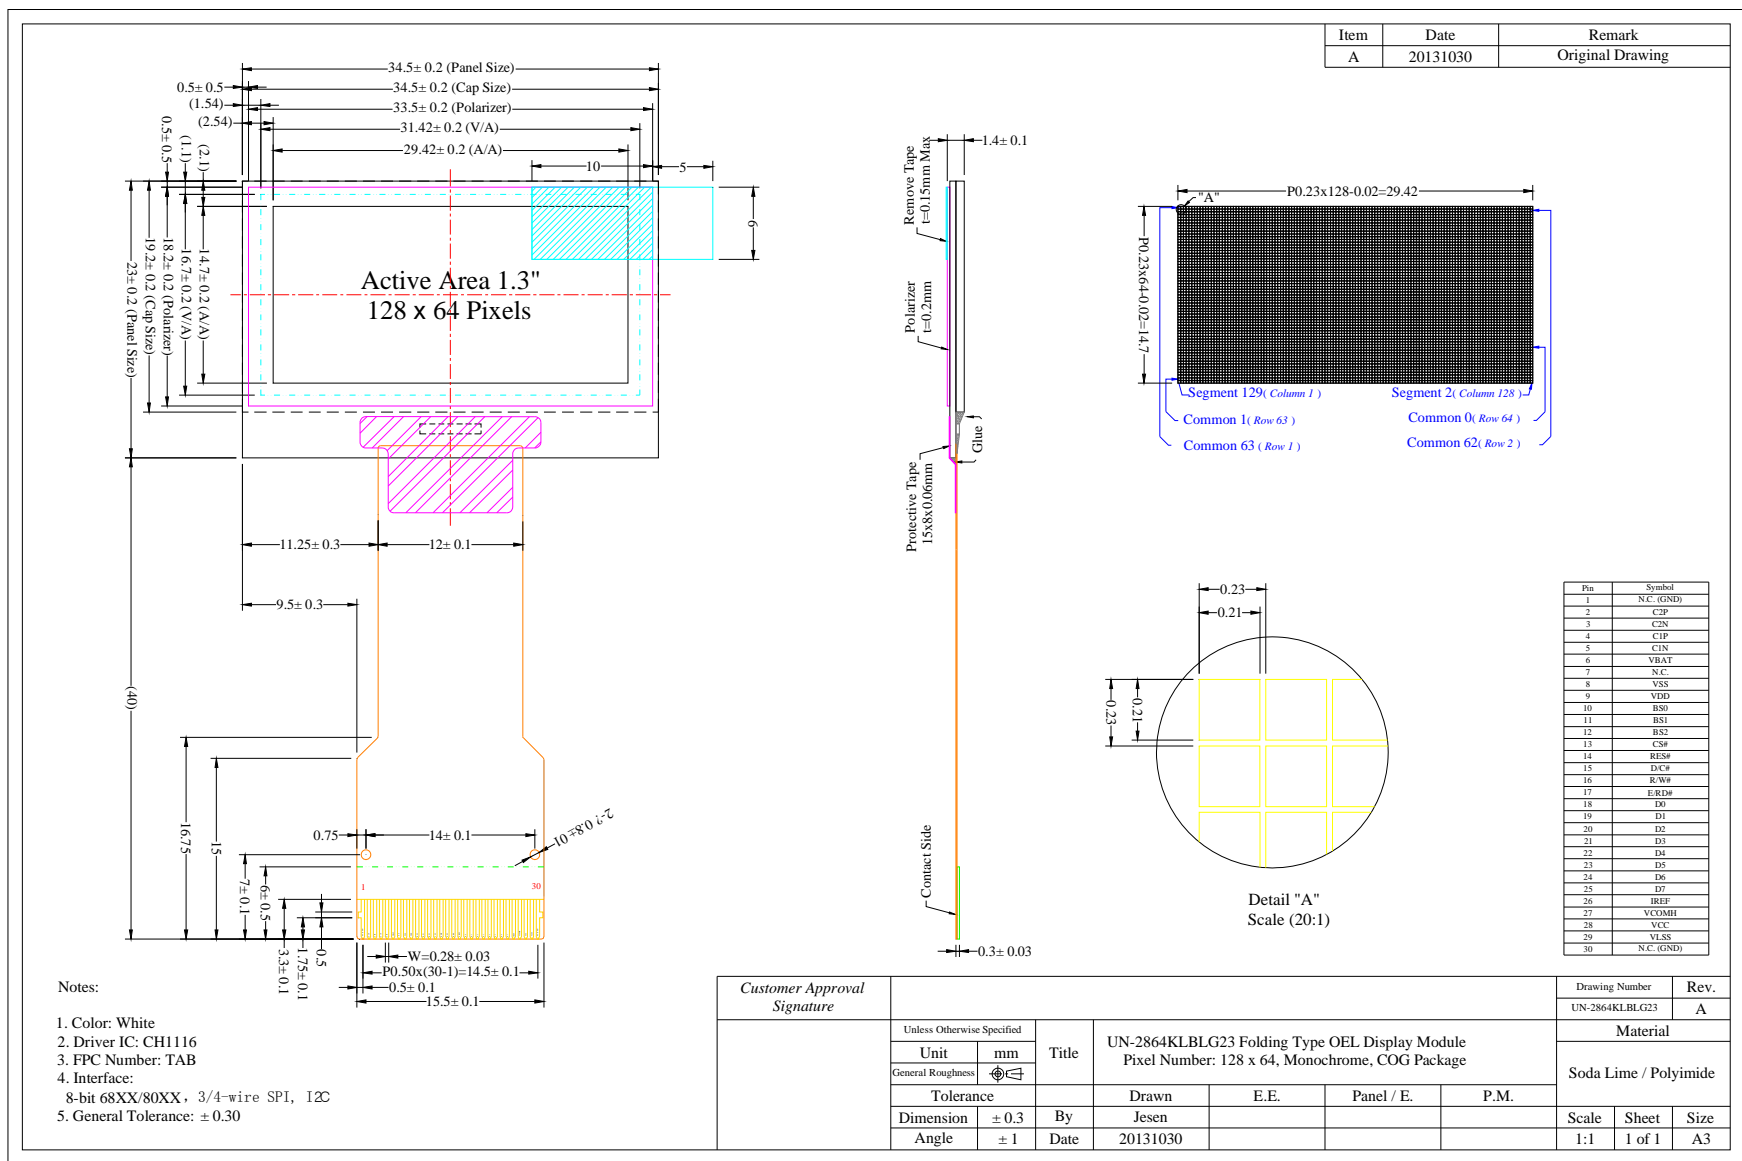 Item Date Remark
A 20131030 Original Drawing
34.5± 0.2 (Panel Size)
0.5± 0.5 34.5± 0.2 (Cap Size)
(1.54) 33.5± 0.2 (Polarizer)
(2.54) 31.42± 0.2 (V/A)
29.42± 0.2 (A/A)
10 5
6
0.5± 0.5
(1.1)
(2.1)
23± 0.2 (Panel Size)
19.2± 0.2 (Cap Size)
18.2± 0.2 (Polarizer)
16.7± 0.2 (V/A)
14.7± 0.2 (A/A)
Active Area 1.3"
128 x 64 Pixels
11.25± 0.3 12± 0.1
9.5± 0.3
(40)
16.75
15
0.75 14± 0.1
2-? 0.8±01
7± 0.1
6± 0.5
3.3± 0.1
1.75± 0.1
0.5
1 30
W=0.28± 0.03
P0.50x(30-1)=14.5± 0.1
0.5± 0.1
15.5± 0.1
1.4± 0.1
Remove Tape
t=0.15mm Max
Polarizer
t=0.2mm
Glue
Protective Tape
15x8x0.06mm
Contact Side
0.3± 0.03
P0.23x128-0.02=29.42
"A"
P0.23x64-0.02=14.7
Segment 129( Column 1 ) Segment 2( Column 128 )
Common 1( Row 63 ) Common 0( Row 64 )
Common 63 ( Row 1 ) Common 62( Row 2 )
0.23
0.21
0.23
0.21
Detail "A"
Scale (20:1)
Pin Symbol
1 N.C. (GND)
2 C2P
3 C2N
4 C1P
5 C1N
6 VBAT
7 N.C.
8 VSS
9 VDD
10 BS0
11 BS1
12 BS2
13 CS#
14 RES#
15 D/C#
16 R/W#
17 E/RD#
18 D0
19 D1
20 D2
21 D3
22 D4
23 D5
24 D6
25 D7
26 IREF
27 VCOMH
28 VCC
29 VLSS
30 N.C. (GND)
Notes:
1. Color: White
2. Driver IC: CH1116
3. FPC Number: TAB
4. Interface:
8-bit 68XX/80XX，3/4-wire SPI, I2C
5. General Tolerance: ± 0.30
Customer Approval
Signature
Unless Otherwise Specified
Unit mm
General Roughness
Tolerance
Dimension ± 0.3
Angle ± 1
Title
UN-2864KLBLG23 Folding Type OEL Display Module
Pixel Number: 128 x 64, Monochrome, COG Package
Drawn E.E. Panel / E. P.M.
By Jesen
Date 20131030
Drawing Number Rev.
UN-2864KLBLG23 A
Material
Soda Lime / Polyimide
Scale Sheet Size
1:1 1 of 1 A3